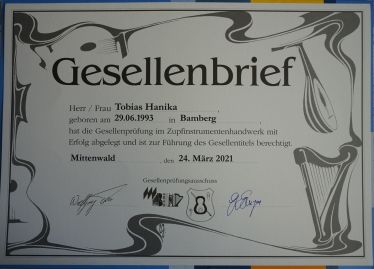 Gesellenbrief
Herr / Frau Tobias Hanika,
geboren am 29.06.1993 in Bamberg,
hat die Gesellenprüfung im Zupfinstrumentenhandwerk mit
Erfolg abgelegt und ist zur Führung des Gesellentitels berechtigt.
Mittenwald, den 24. März 2021
Gesellenprüfungsausschuss